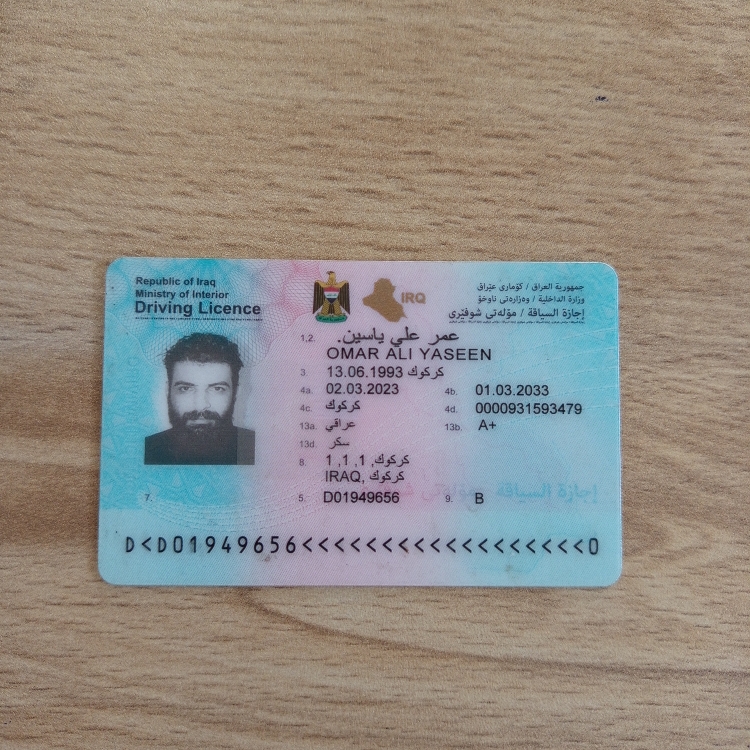 Republic of Iraq
Ministry of Interior
Driving Licence
IRQ
جمهورية العراق / كۆماری عێراق
وزارة الداخلية / وەزارەتی ناوخۆ
إجازة السياقة / مۆڵەتی شوفێری
1,2. عمر علي ياسين.
OMAR ALI YASEEN
3. 13.06.1993 كركوك
4a. 02.03.2023 4b. 01.03.2033
4c. كركوك 4d. 0000931593479
13a. عراقي 13b. A+
13d. سكر
8. كركوك, 1, 1, 1
كركوك, IRAQ
إجازة السياقة
7. 5. D01949656 9. B
D<D01949656<<<<<<<<<<<<<<<<<<<0